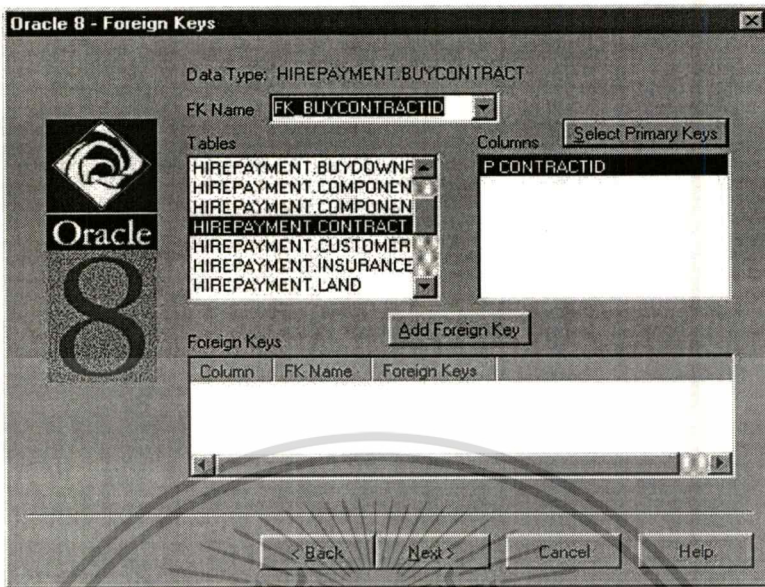 Oracle 8 - Foreign Keys
Data Type: HIREPAYMENT.BUYCONTRACT
FK Name FK_BUYCONTRACTID
Select Primary Keys
Tables
Columns
HIREPAYMENT.BUYDOWNF
HIREPAYMENT.COMPONEN
HIREPAYMENT.COMPONEN
HIREPAYMENT.CONTRACT
HIREPAYMENT.CUSTOMER
HIREPAYMENT.INSURANCE
HIREPAYMENT.LAND
P CONTRACTID
Oracle
8
Add Foreign Key
Foreign Keys
Column FK Name Foreign Keys
< Back Next > Cancel Help